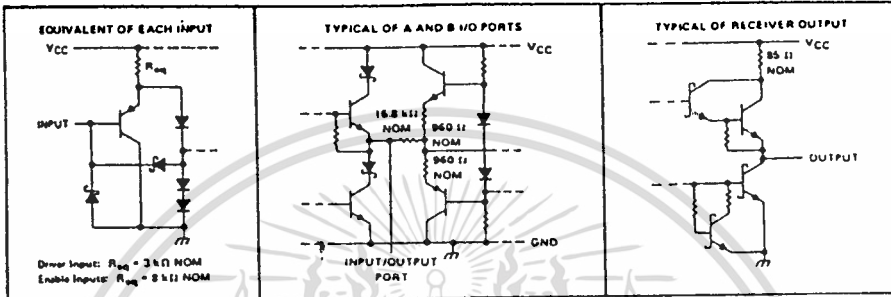 EQUIVALENT OF EACH INPUT
VCC
Req
INPUT
Driver Input: Req = 3 kΩ NOM
Enable Inputs: Req = 8 kΩ NOM
TYPICAL OF A AND B I/O PORTS
VCC
16.8 kΩ
NOM
960 Ω
NOM
960 Ω
NOM
GND
INPUT/OUTPUT
PORT
TYPICAL OF RECEIVER OUTPUT
VCC
85 Ω
NOM
OUTPUT